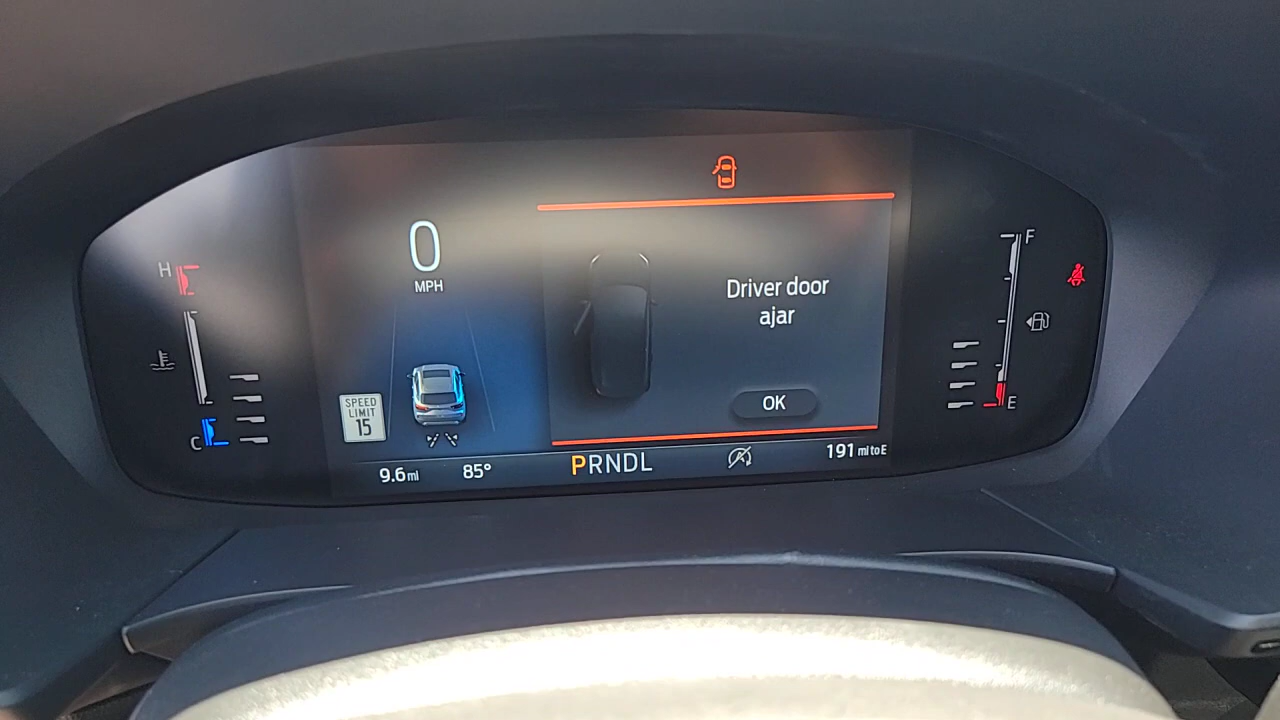 H
C
0
MPH
SPEED
LIMIT
15
9.6 mi
85°
Driver door
ajar
OK
PRNDL
191 mi to E
F
E